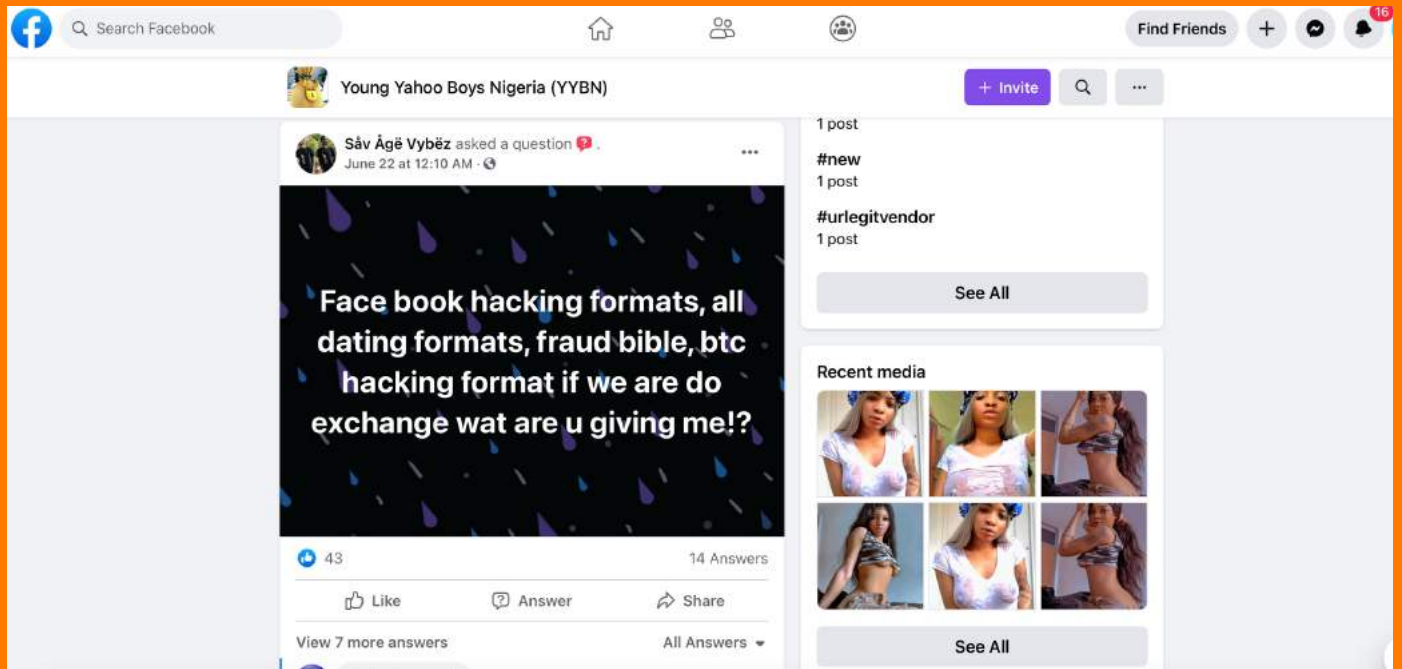 Search Facebook
Find Friends
16
Young Yahoo Boys Nigeria (YYBN)
+ Invite
Såv Ågë Vybëz asked a question .
June 22 at 12:10 AM ·
Face book hacking formats, all
dating formats, fraud bible, btc
hacking format if we are do
exchange wat are u giving me!?
43
14 Answers
Like
Answer
Share
View 7 more answers
All Answers
1 post
#new
1 post
#urlegitvendor
1 post
See All
Recent media
See All